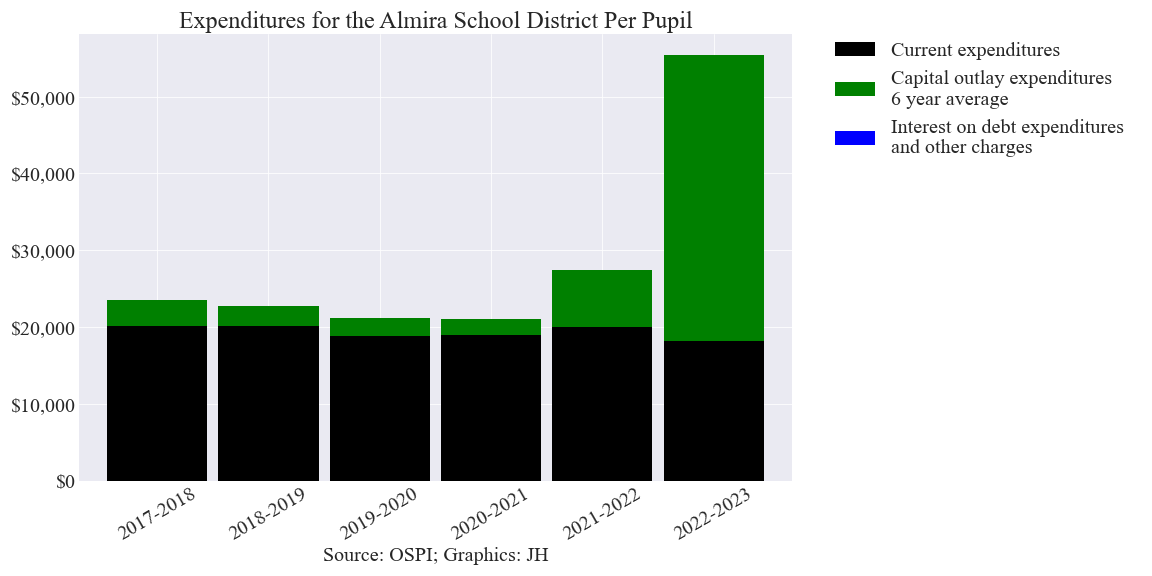 Expenditures for the Almira School District Per Pupil
Current expenditures
Capital outlay expenditures
6 year average
Interest on debt expenditures
and other charges
$50,000
$40,000
$30,000
$20,000
$10,000
$0
2017-2018
2018-2019
2019-2020
2020-2021
2021-2022
2022-2023
Source: OSPI; Graphics: JH